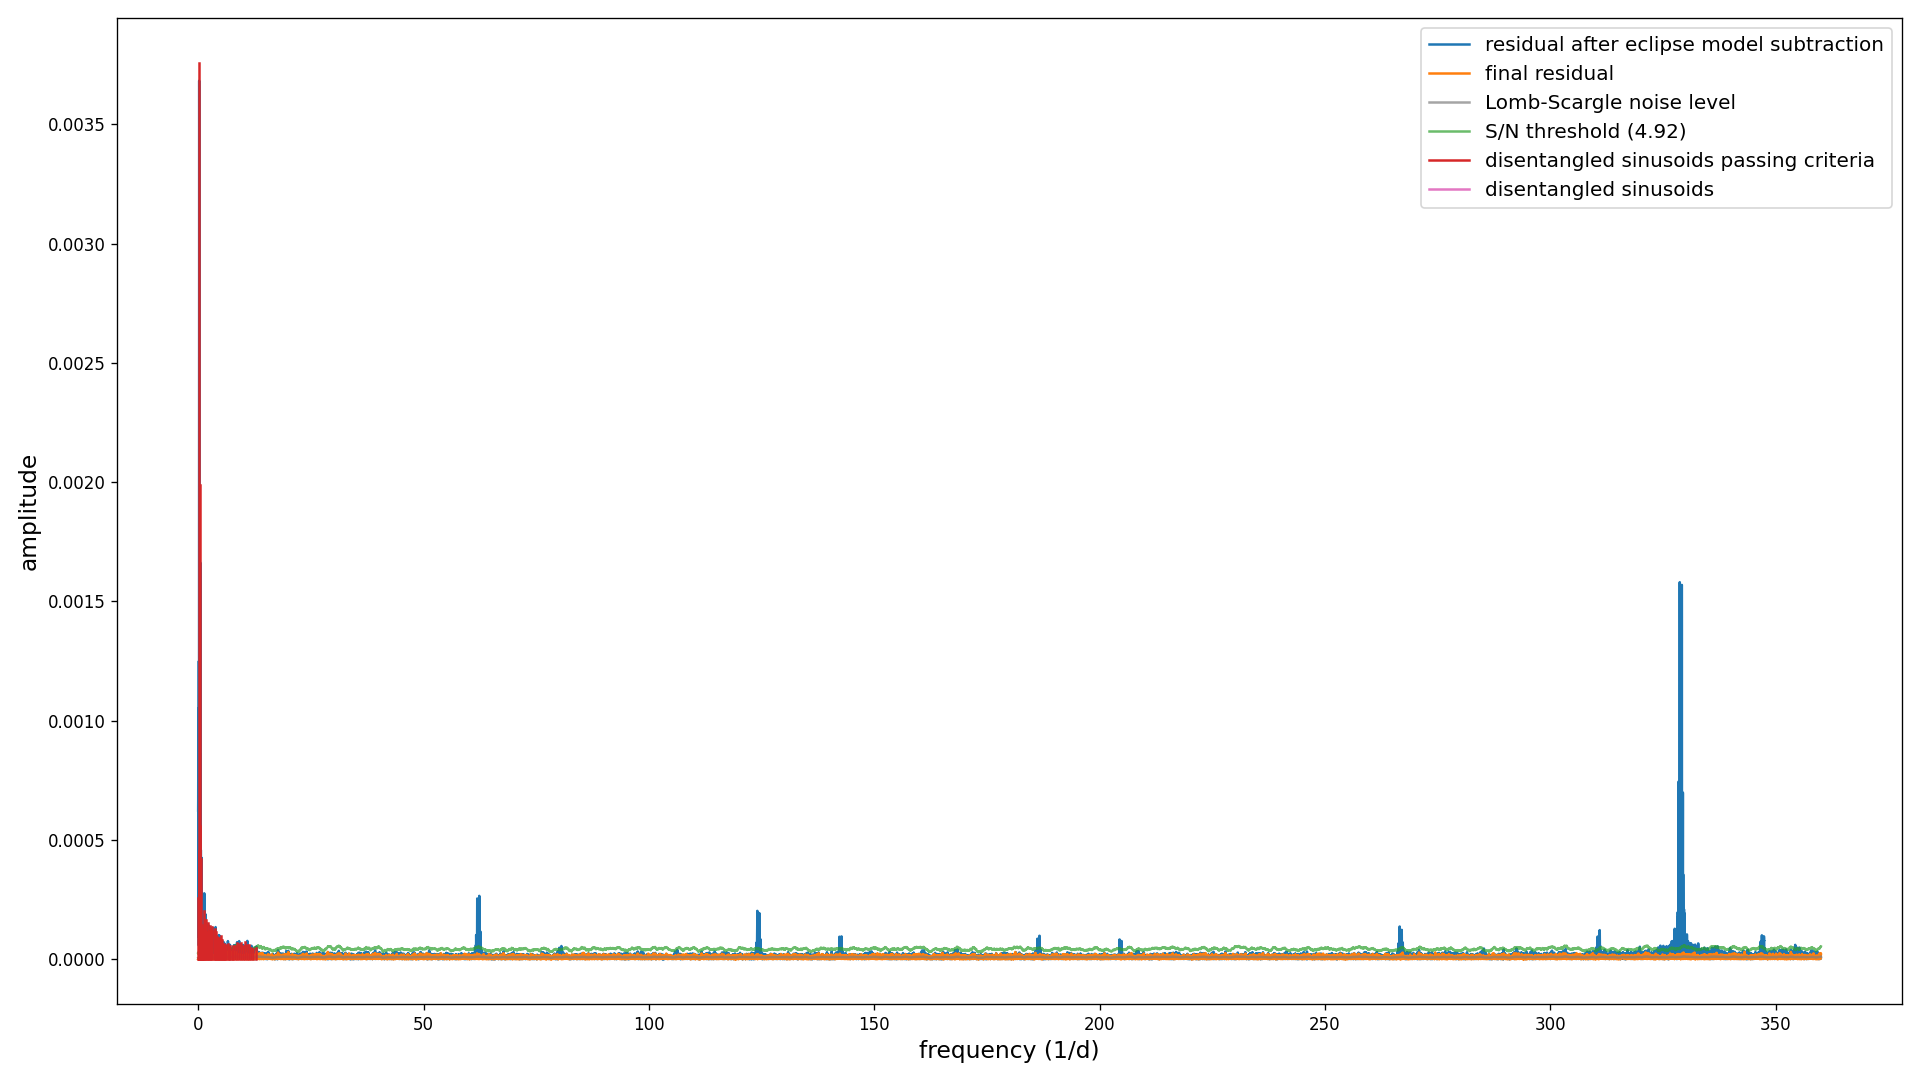 residual after eclipse model subtraction
final residual
Lomb-Scargle noise level
S/N threshold (4.92)
disentangled sinusoids passing criteria
disentangled sinusoids
amplitude
0.0035
0.0030
0.0025
0.0020
0.0015
0.0010
0.0005
0.0000
0 50 100 150 200 250 300 350
frequency (1/d)